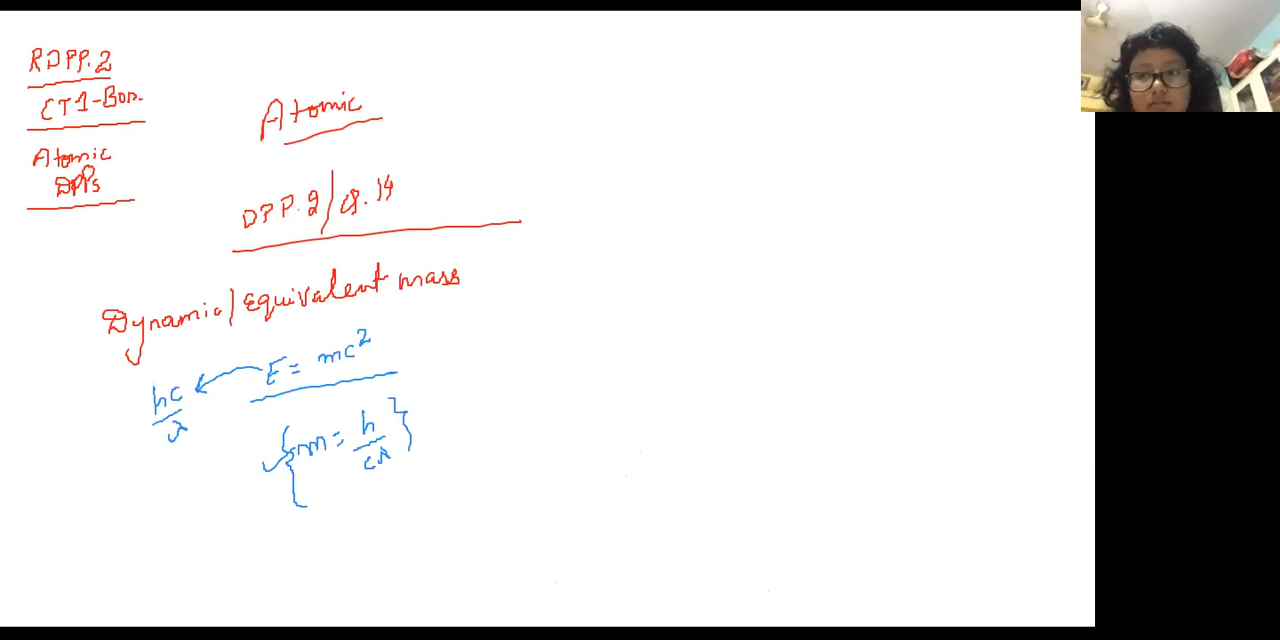 RDPP.2
CT1-Bon.
Atomic
DPPs
Atomic
DPP.2/Q.14
Dynamic/Equivalent mass
E = mc²
hc/λ
{m = h/cλ}